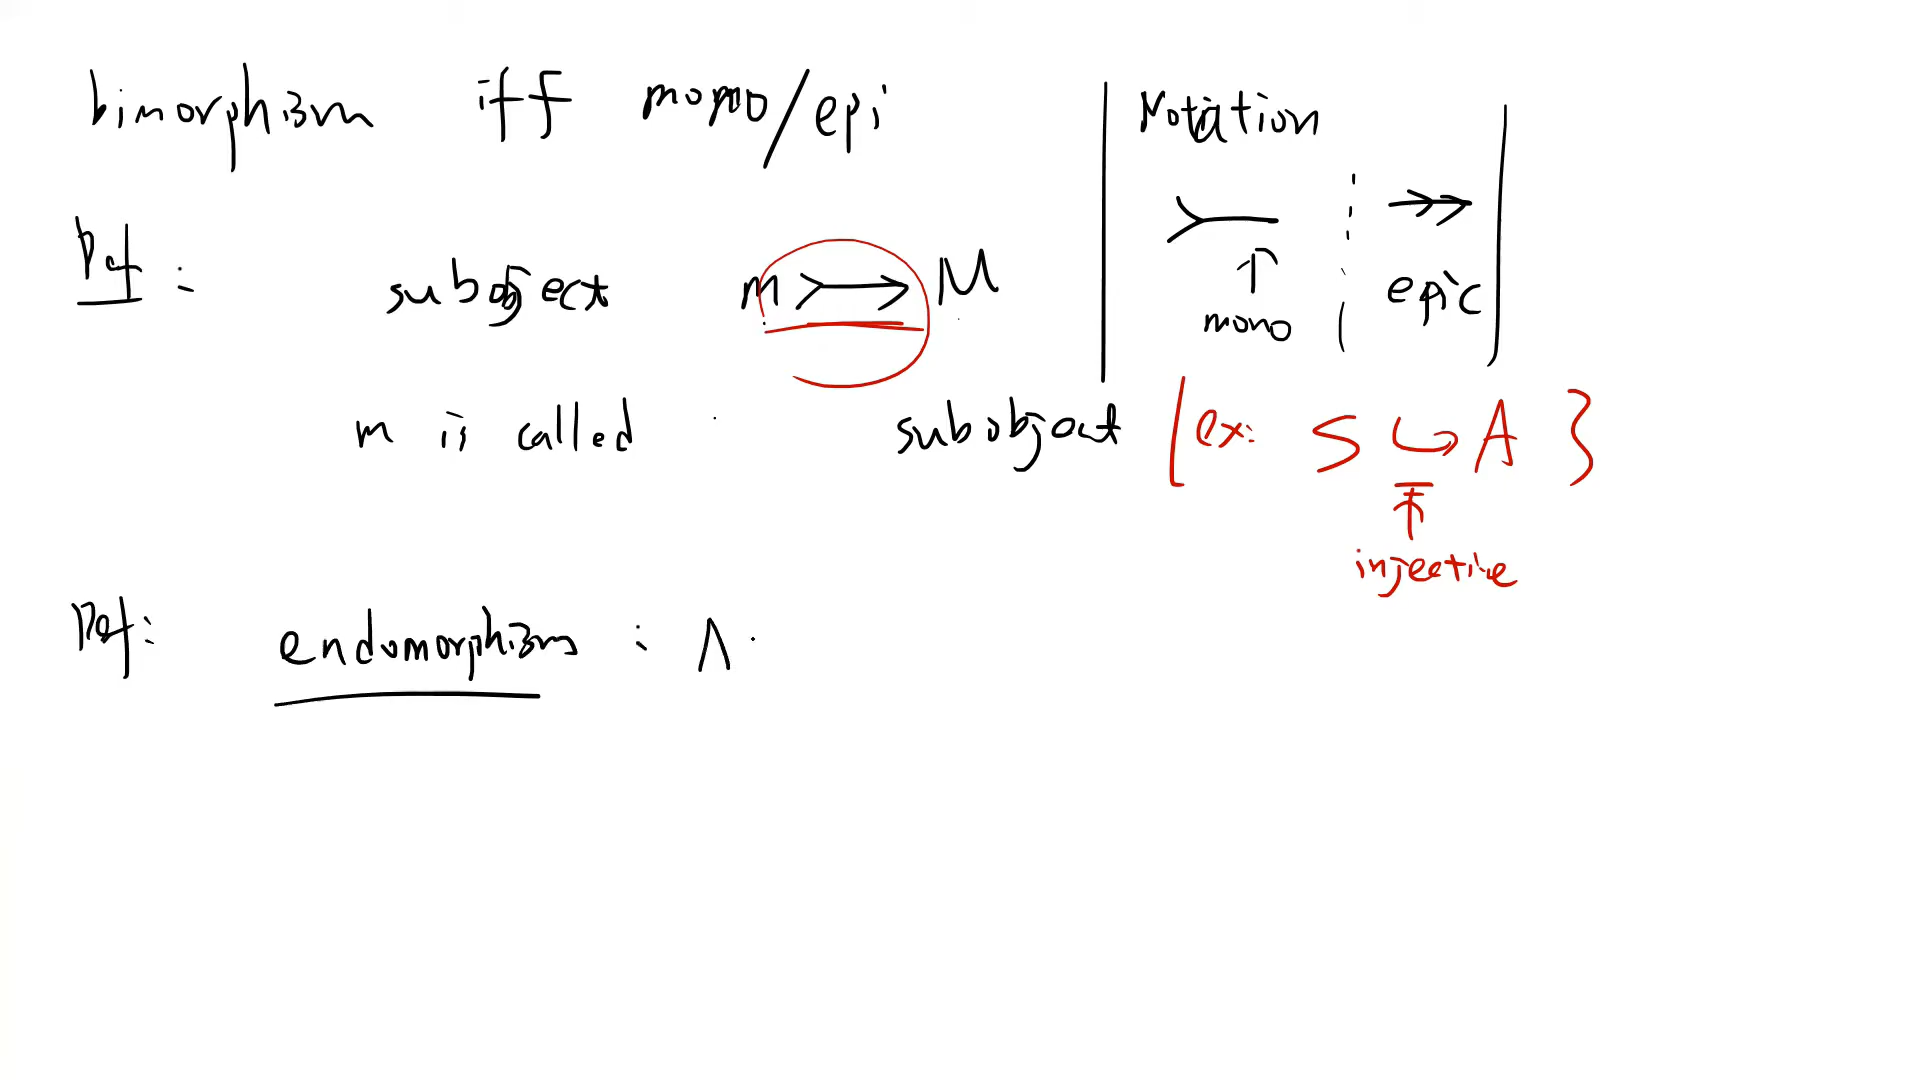 bimorphism iff mono/epi
Notation
mono epic
Def: subobject m ↣ M
m is called subobject [ex: S ↪ A }
injective
Def: endomorphism :